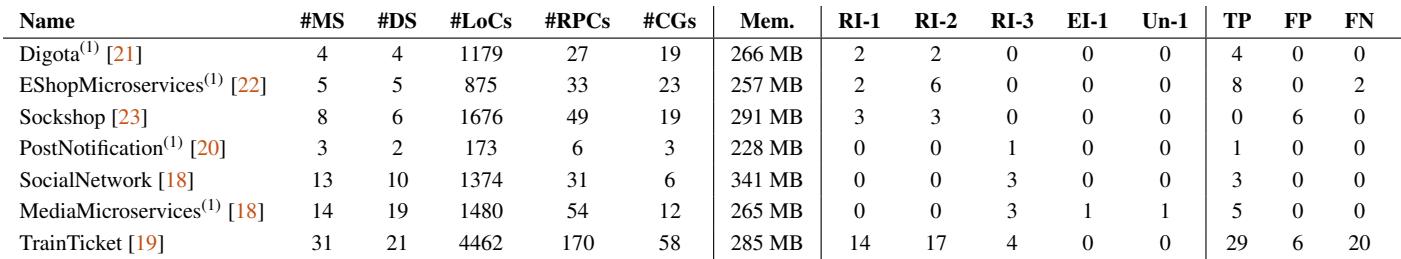 Name #MS #DS #LoCs #RPCs #CGs Mem. RI-1 RI-2 RI-3 EI-1 Un-1 TP FP FN
Digota(1) [21] 4 4 1179 27 19 266 MB 2 2 0 0 0 4 0 0
EShopMicroservices(1) [22] 5 5 875 33 23 257 MB 2 6 0 0 0 8 0 2
Sockshop [23] 8 6 1676 49 19 291 MB 3 3 0 0 0 0 6 0
PostNotification(1) [20] 3 2 173 6 3 228 MB 0 0 1 0 0 1 0 0
SocialNetwork [18] 13 10 1374 31 6 341 MB 0 0 3 0 0 3 0 0
MediaMicroservices(1) [18] 14 19 1480 54 12 265 MB 0 0 3 1 1 5 0 0
TrainTicket [19] 31 21 4462 170 58 285 MB 14 17 4 0 0 29 6 20